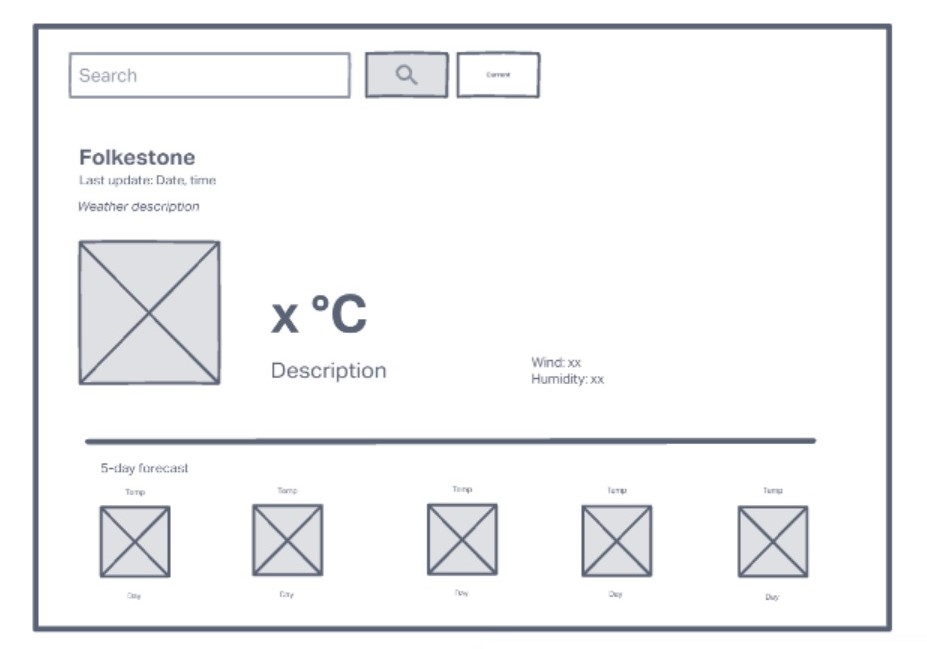 Search
Current
Folkestone
Last update: Date, time
Weather description
x °C
Description
Wind: xx
Humidity: xx
5-day forecast
Temp Temp Temp Temp Temp
Day Day Day Day Day